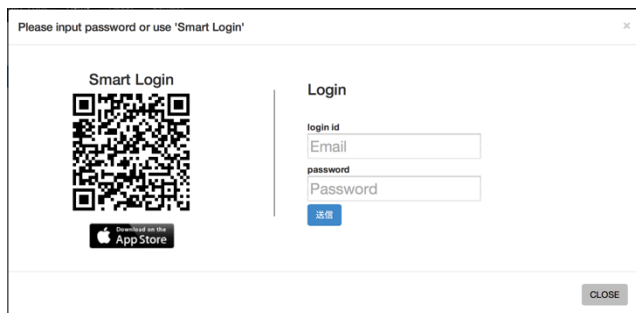 Please input password or use 'Smart Login'
×
Smart Login
Download on the
App Store
Login
login id
Email
password
Password
送信
CLOSE